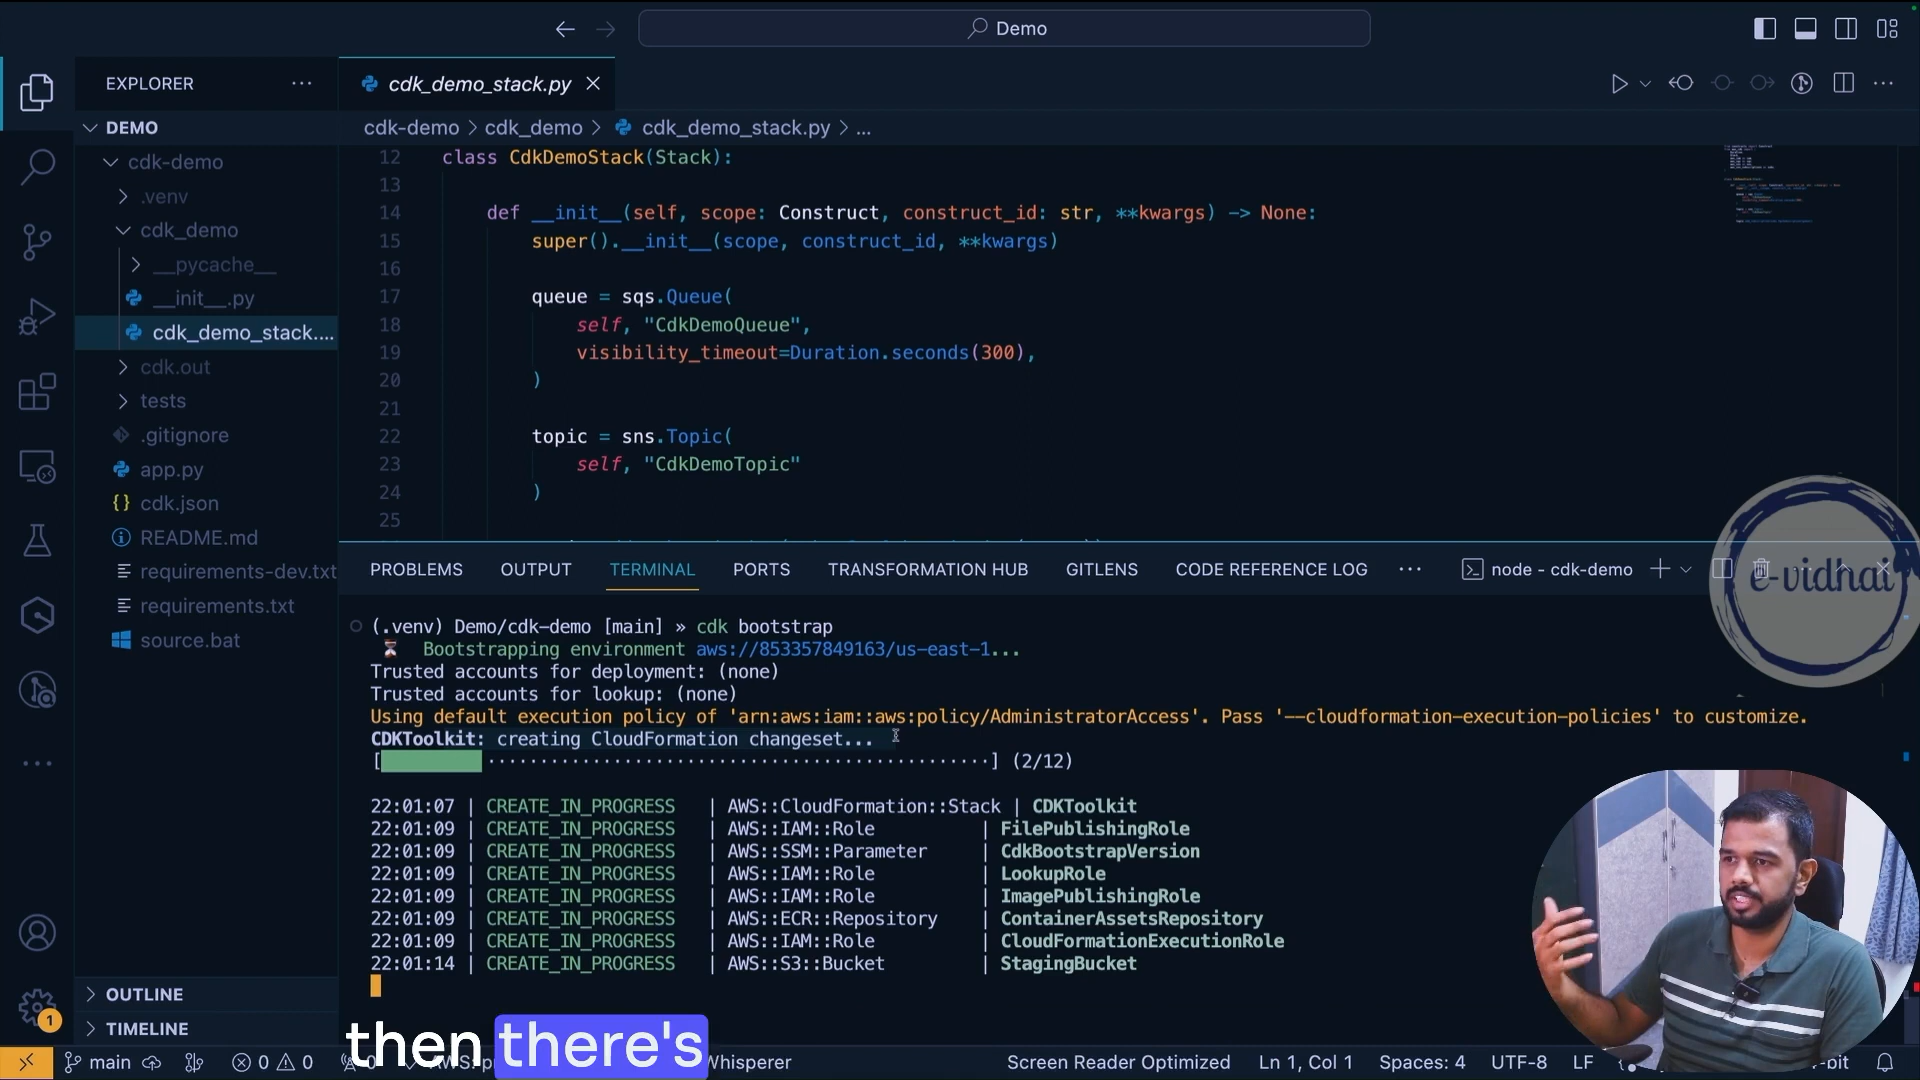 Demo
EXPLORER
cdk_demo_stack.py
DEMO
cdk-demo
.venv
cdk_demo
__pycache__
__init__.py
cdk_demo_stack....
cdk.out
tests
.gitignore
app.py
cdk.json
README.md
requirements-dev.txt
requirements.txt
source.bat
OUTLINE
TIMELINE
cdk-demo > cdk_demo > cdk_demo_stack.py > ...
12 class CdkDemoStack(Stack):
13
14 def __init__(self, scope: Construct, construct_id: str, **kwargs) -> None:
15 super().__init__(scope, construct_id, **kwargs)
16
17 queue = sqs.Queue(
18 self, "CdkDemoQueue",
19 visibility_timeout=Duration.seconds(300),
20 )
21
22 topic = sns.Topic(
23 self, "CdkDemoTopic"
24 )
25
PROBLEMS OUTPUT TERMINAL PORTS TRANSFORMATION HUB GITLENS CODE REFERENCE LOG ... node - cdk-demo
e-vidhai
(.venv) Demo/cdk-demo [main] » cdk bootstrap
Bootstrapping environment aws://853357849163/us-east-1...
Trusted accounts for deployment: (none)
Trusted accounts for lookup: (none)
Using default execution policy of 'arn:aws:iam::aws:policy/AdministratorAccess'. Pass '--cloudformation-execution-policies' to customize.
CDKToolkit: creating CloudFormation changeset...
[··············································] (2/12)
22:01:07 | CREATE_IN_PROGRESS | AWS::CloudFormation::Stack | CDKToolkit
22:01:09 | CREATE_IN_PROGRESS | AWS::IAM::Role | FilePublishingRole
22:01:09 | CREATE_IN_PROGRESS | AWS::SSM::Parameter | CdkBootstrapVersion
22:01:09 | CREATE_IN_PROGRESS | AWS::IAM::Role | LookupRole
22:01:09 | CREATE_IN_PROGRESS | AWS::IAM::Role | ImagePublishingRole
22:01:09 | CREATE_IN_PROGRESS | AWS::ECR::Repository | ContainerAssetsRepository
22:01:09 | CREATE_IN_PROGRESS | AWS::IAM::Role | CloudFormationExecutionRole
22:01:14 | CREATE_IN_PROGRESS | AWS::S3::Bucket | StagingBucket
then there's
1
main 0 0 0 Screen Reader Optimized Ln 1, Col 1 Spaces: 4 UTF-8 LF